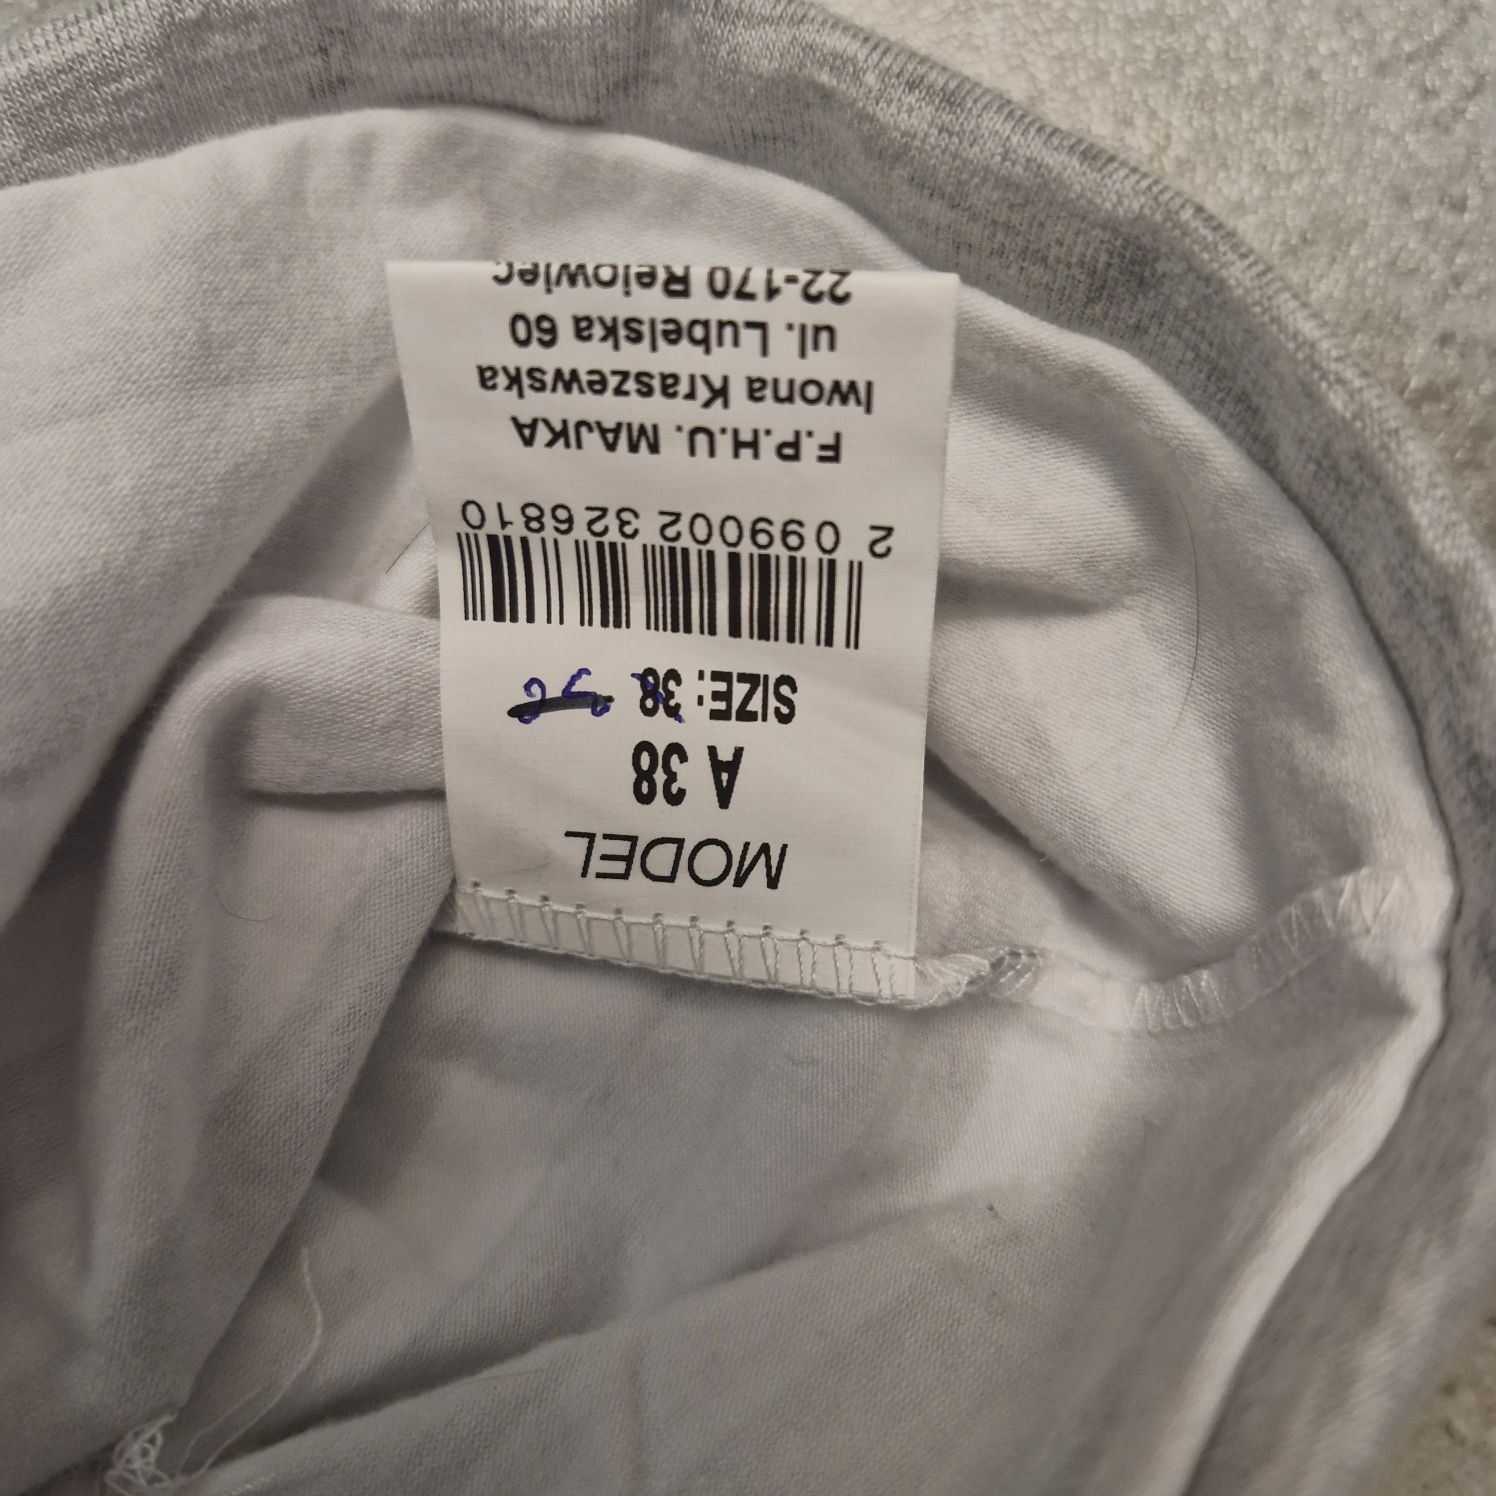 MODEL
A 38
SIZE: 38
2 099002 326810
F.P.H.U. MAJKA
Iwona Kraszewska
ul. Lubelska 60
22-170 Rejowiec